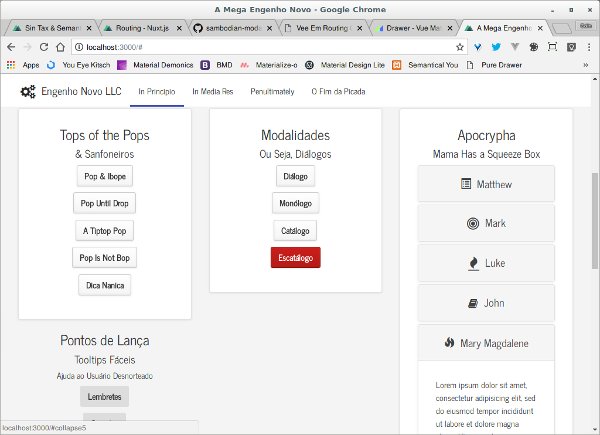 A Mega Engenho Novo - Google Chrome
Sin Tax & Semant
Routing - Nuxt.js
sambodian-mode
Vee Em Routing
Drawer - Vue Ma
A Mega Engenho
localhost:3000/#
Apps
You Eye Kitsch
Material Demonics
BMD
Materialize-o
Material Design Lite
Semantical You
Pure Drawer
»
Engenho Novo LLC
In Principio
In Media Res
Penultimately
O Fim da Picada
Tops of the Pops
& Sanfoneiros
Pop & Ibope
Pop Until Drop
A Tiptop Pop
Pop Is Not Bop
Dica Nanica
Pontos de Lança
Tooltips Fáceis
Ajuda ao Usuário Desnorteado
Lembretes
Modalidades
Ou Seja, Diálogos
Diálogo
Monólogo
Catálogo
Escatálogo
Apocrypha
Mama Has a Squeeze Box
Matthew
Mark
Luke
John
Mary Magdalene
Lorem ipsum dolor sit amet,
consectetur adipisicing elit, sed
do eiusmod tempor incididunt
ut labore et dolore magna
localhost:3000/#collapse5